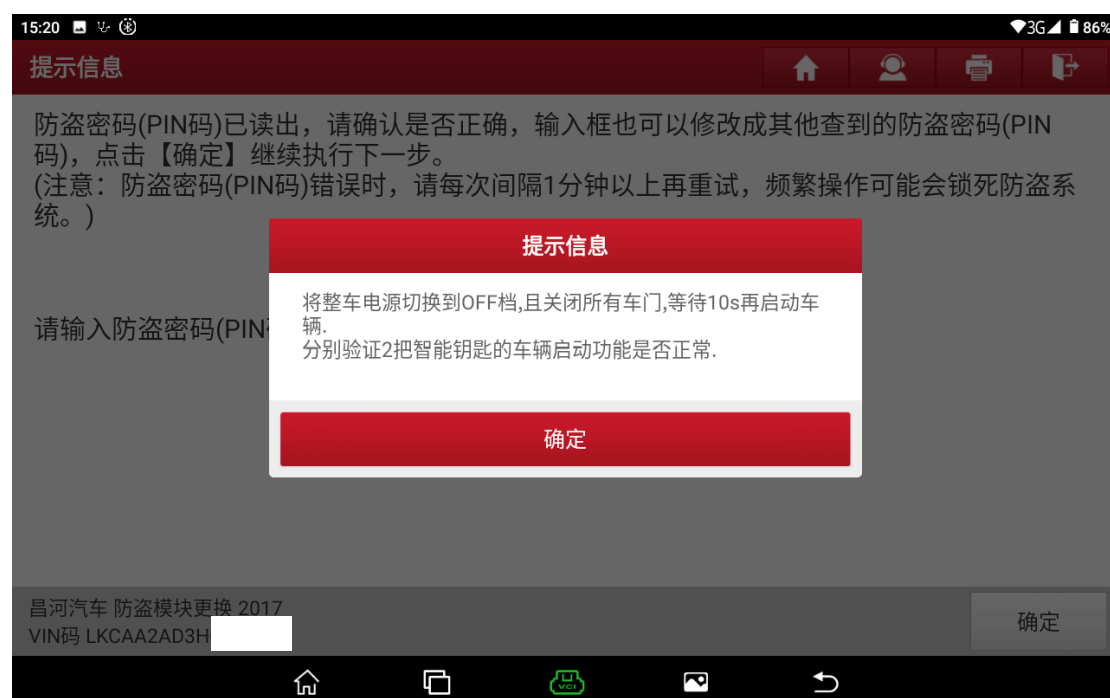 15:20
3G 86%
提示信息
防盗密码(PIN码)已读出，请确认是否正确，输入框也可以修改成其他查到的防盗密码(PIN
码)，点击【确定】继续执行下一步。
(注意：防盗密码(PIN码)错误时，请每次间隔1分钟以上再重试，频繁操作可能会锁死防盗系
统。)
提示信息
将整车电源切换到OFF档,且关闭所有车门,等待10s再启动车
辆.
分别验证2把智能钥匙的车辆启动功能是否正常.
请输入防盗密码(PIN
确定
昌河汽车 防盗模块更换 2017
VIN码 LKCAA2AD3H
确定
VCI